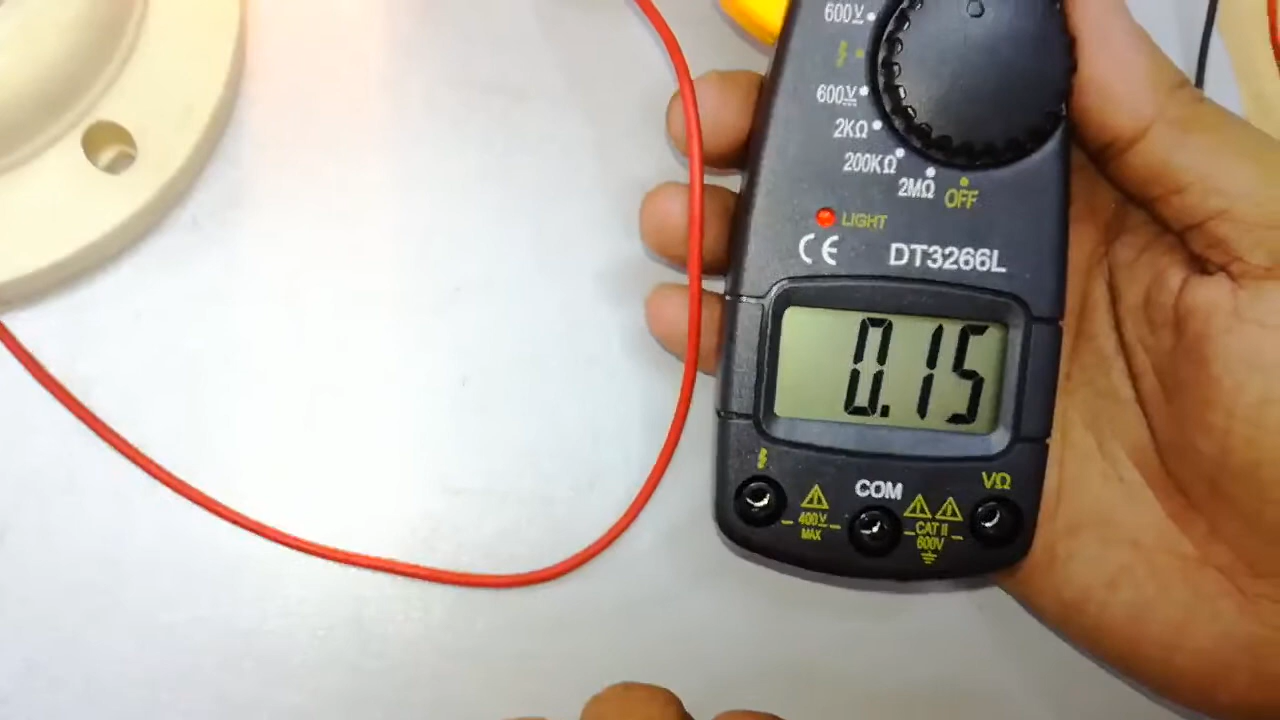 600V
600V
2KΩ
200KΩ
2MΩ
OFF
LIGHT
CE
DT3266L
0.15
COM
VΩ
400V
MAX
CAT II
600V